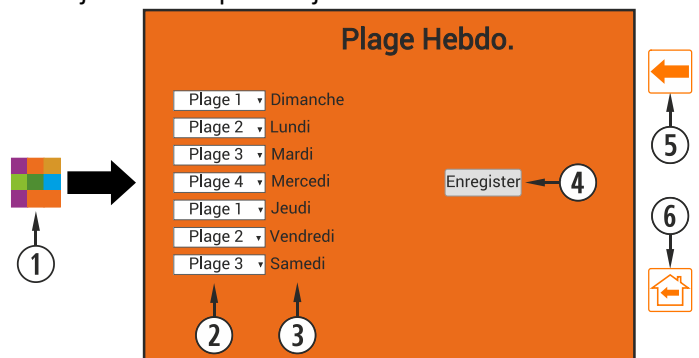 Plage Hebdo.
Plage 1 Dimanche
Plage 2 Lundi
Plage 3 Mardi
Plage 4 Mercedi
Plage 1 Jeudi
Plage 2 Vendredi
Plage 3 Samedi
Enregister
1
2
3
4
5
6